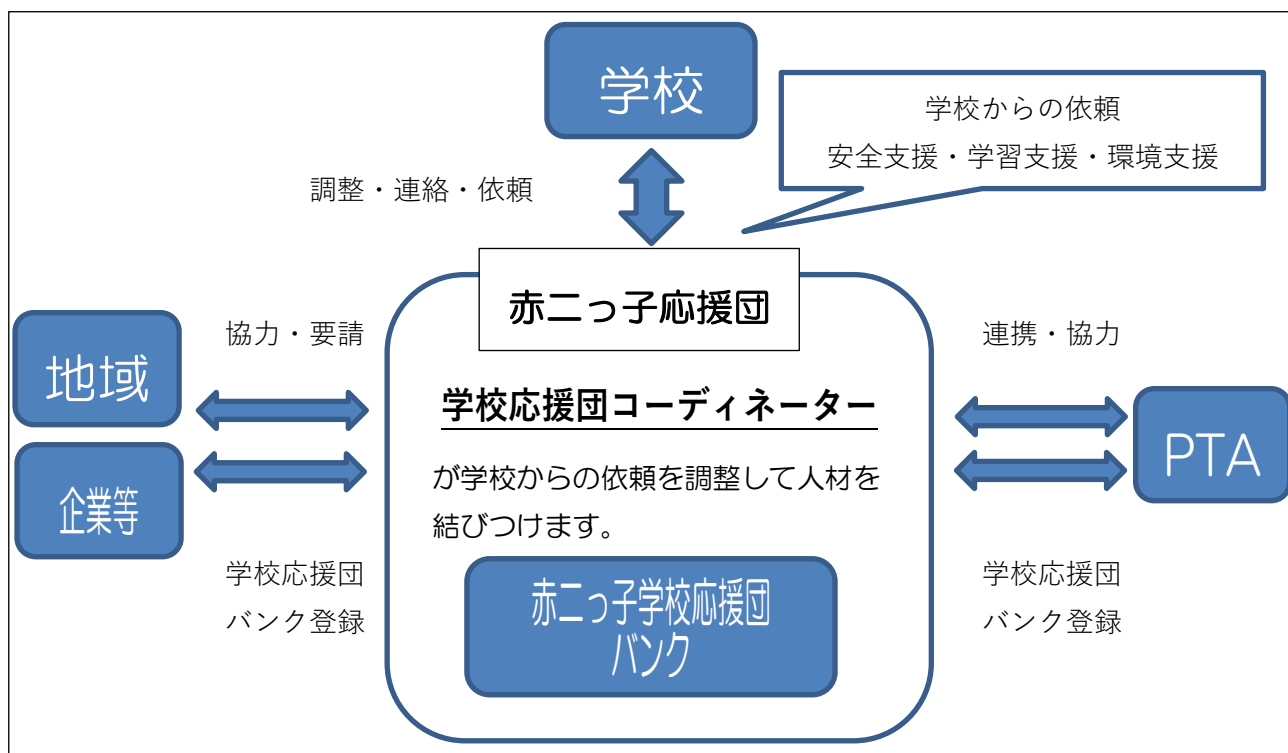 学校
学校からの依頼
安全支援・学習支援・環境支援
調整・連絡・依頼
赤二っ子応援団
地域
協力・要請
連携・協力
学校応援団コーディネーター
PTA
が学校からの依頼を調整して人材を
結びつけます。
企業等
学校応援団
バンク登録
赤二っ子学校応援団
バンク
学校応援団
バンク登録